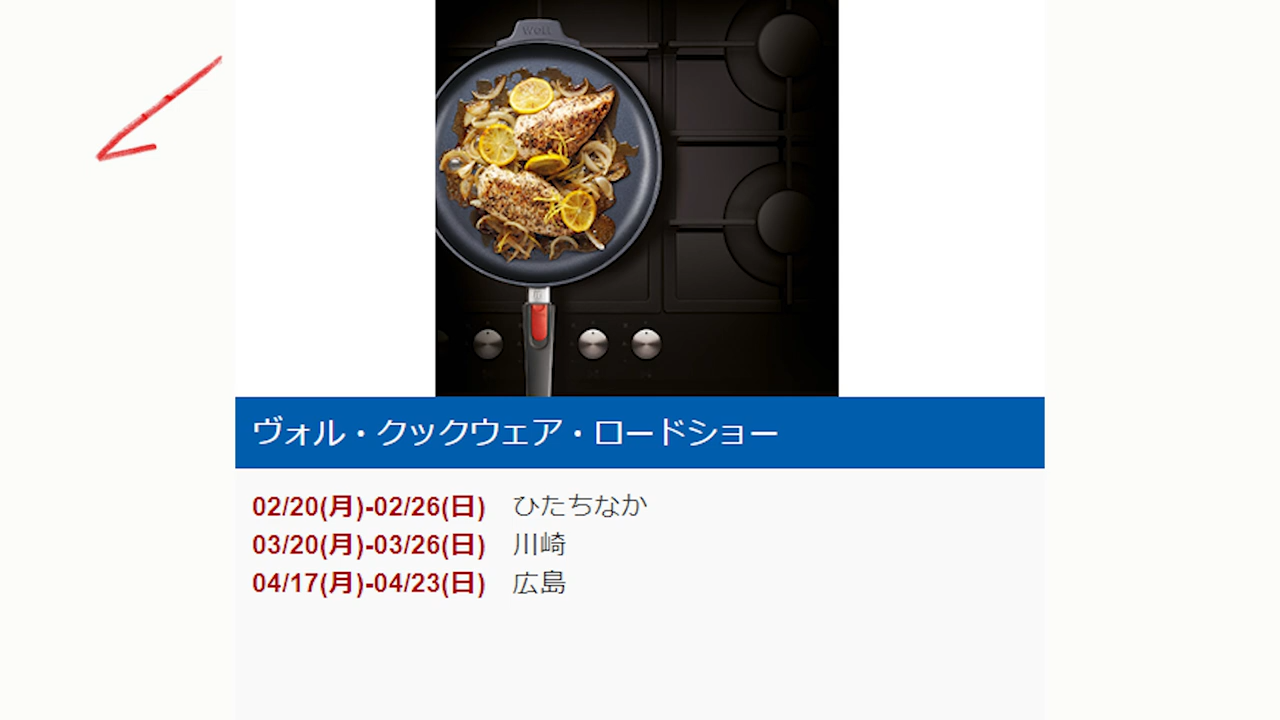 Woll
ヴォル・クックウェア・ロードショー
02/20(月)-02/26(日) ひたちなか
03/20(月)-03/26(日) 川崎
04/17(月)-04/23(日) 広島